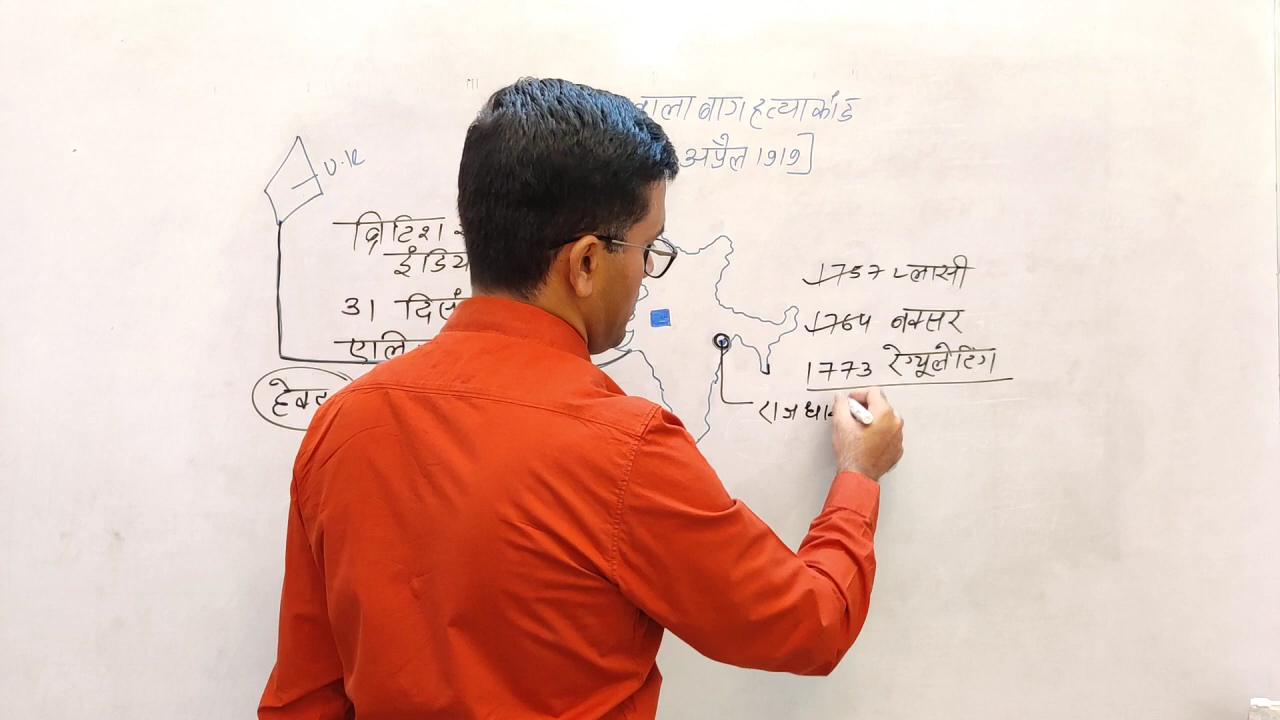 वाला बाग हत्याकांड
अप्रैल 1919]
U.K
ब्रिटिश
इंडिय
31 दिसं
एलि
1757 प्लासी
1764 बक्सर
1773 रेग्यूलेटिंग
राजधा